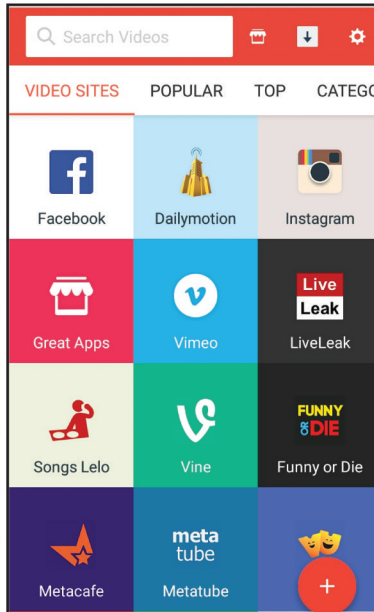 Search Videos
VIDEO SITES POPULAR TOP CATEGO
f
Facebook Dailymotion Instagram
Live
Leak
Great Apps Vimeo LiveLeak
FUNNY
OR DIE
Songs Lelo Vine Funny or Die
meta
tube
Metacafe Metatube